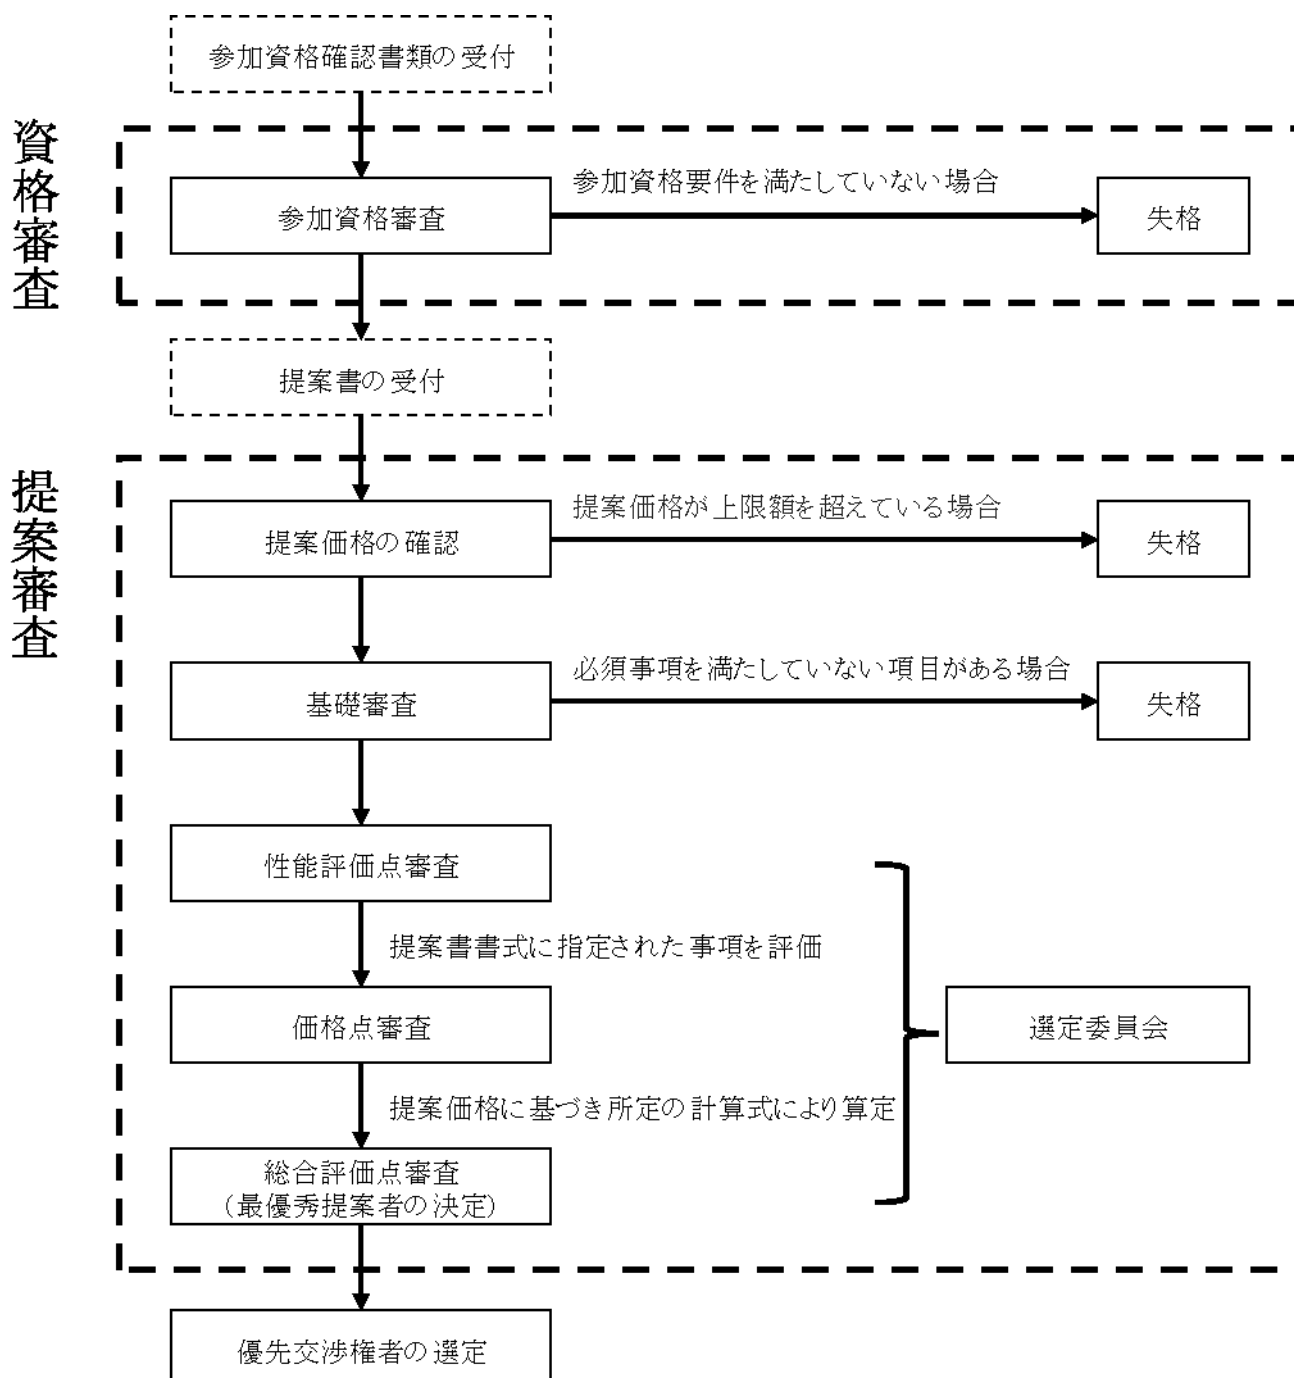 参加資格確認書類の受付
資格審査
参加資格要件を満たしていない場合
参加資格審査
失格
提案書の受付
提案審査
提案価格が上限額を超えている場合
提案価格の確認
失格
必須事項を満たしていない項目がある場合
基礎審査
失格
性能評価点審査
提案書書式に指定された事項を評価
価格点審査
選定委員会
提案価格に基づき所定の計算式により算定
総合評価点審査
(最優秀提案者の決定)
優先交渉権者の選定